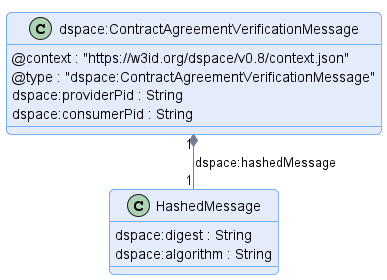 C dspace:ContractAgreementVerificationMessage
@context : "https://w3id.org/dspace/v0.8/context.json"
@type : "dspace:ContractAgreementVerificationMessage"
dspace:providerPid : String
dspace:consumerPid : String
1
dspace:hashedMessage
1
C HashedMessage
dspace:digest : String
dspace:algorithm : String